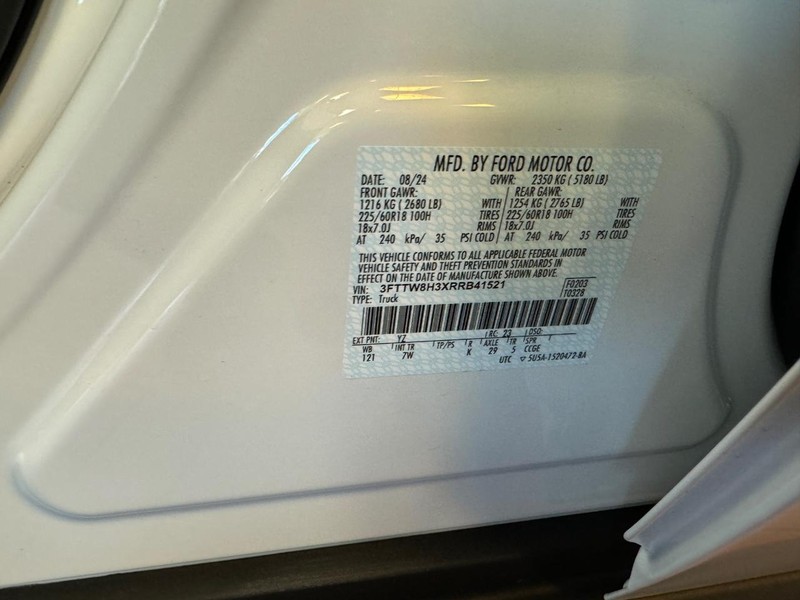 MFD. BY FORD MOTOR CO.
DATE: 08/24 GVWR: 2350 KG ( 5180 LB)
FRONT GAWR: REAR GAWR:
1216 KG ( 2680 LB) WITH 1254 KG ( 2765 LB) WITH
225/60R18 100H TIRES 225/60R18 100H TIRES
18x7.0J RIMS 18x7.0J RIMS
AT 240 kPa/ 35 PSI COLD AT 240 kPa/ 35 PSI COLD
THIS VEHICLE CONFORMS TO ALL APPLICABLE FEDERAL MOTOR
VEHICLE SAFETY AND THEFT PREVENTION STANDARDS IN
EFFECT ON THE DATE OF MANUFACTURE SHOWN ABOVE.
VIN: 3FTTW8H3XRRB41521 F0203
TYPE: Truck T0328
EXT PNT: YZ RC: 23 DSO:
WB INT TR TP/PS R AXLE TR SPR
121 7W K 29 5 CCGE
UTC ▽ 5U5A-1520472-BA